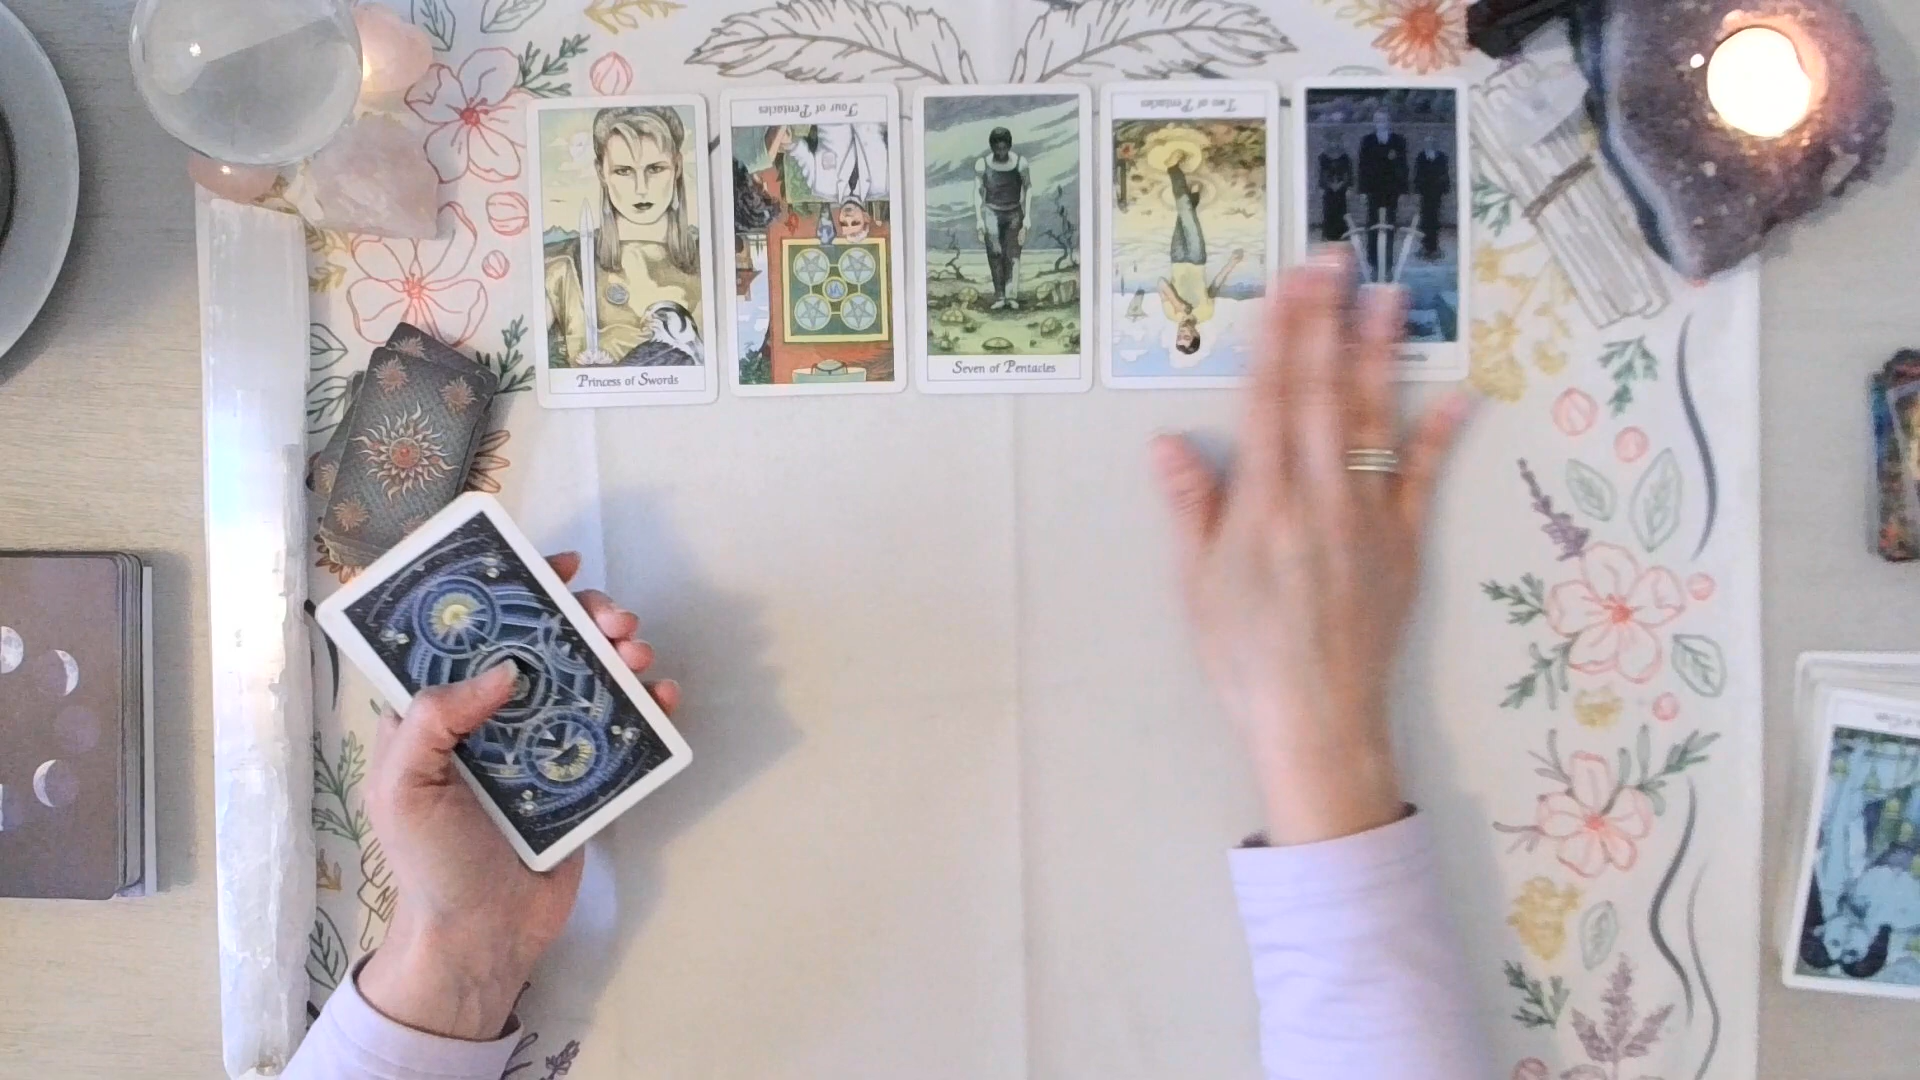 Princess of Swords
Four of Pentacles
Seven of Pentacles
Two of Pentacles